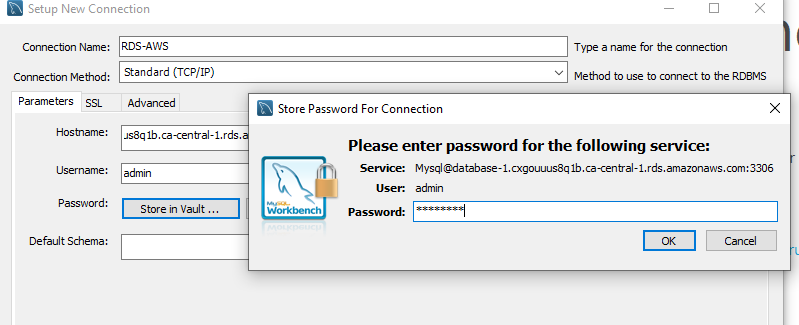 Setup New Connection
Connection Name: RDS-AWS Type a name for the connection
Connection Method: Standard (TCP/IP) Method to use to connect to the RDBMS
Parameters SSL Advanced
Hostname: us8q1b.ca-central-1.rds.a
Username: admin
Password: Store in Vault ...
Default Schema:
Store Password For Connection
Please enter password for the following service:
Service: Mysql@database-1.cxgouuus8q1b.ca-central-1.rds.amazonaws.com:3306
User: admin
Password: ********
MySQL
Workbench
OK Cancel